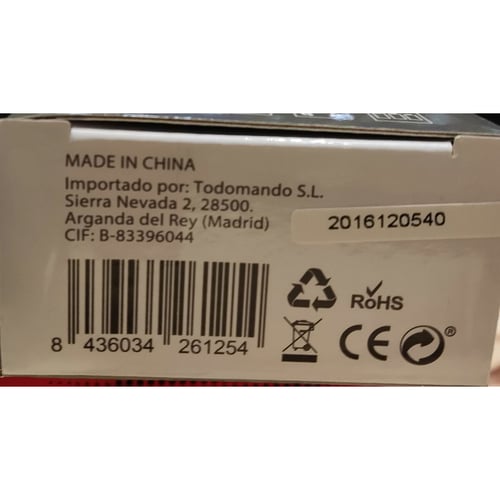 MADE IN CHINA
Importado por: Todomando S.L.
Sierra Nevada 2, 28500.
Arganda del Rey (Madrid)
CIF: B-83396044
2016120540
RoHS
CE
®
8 436034 261254